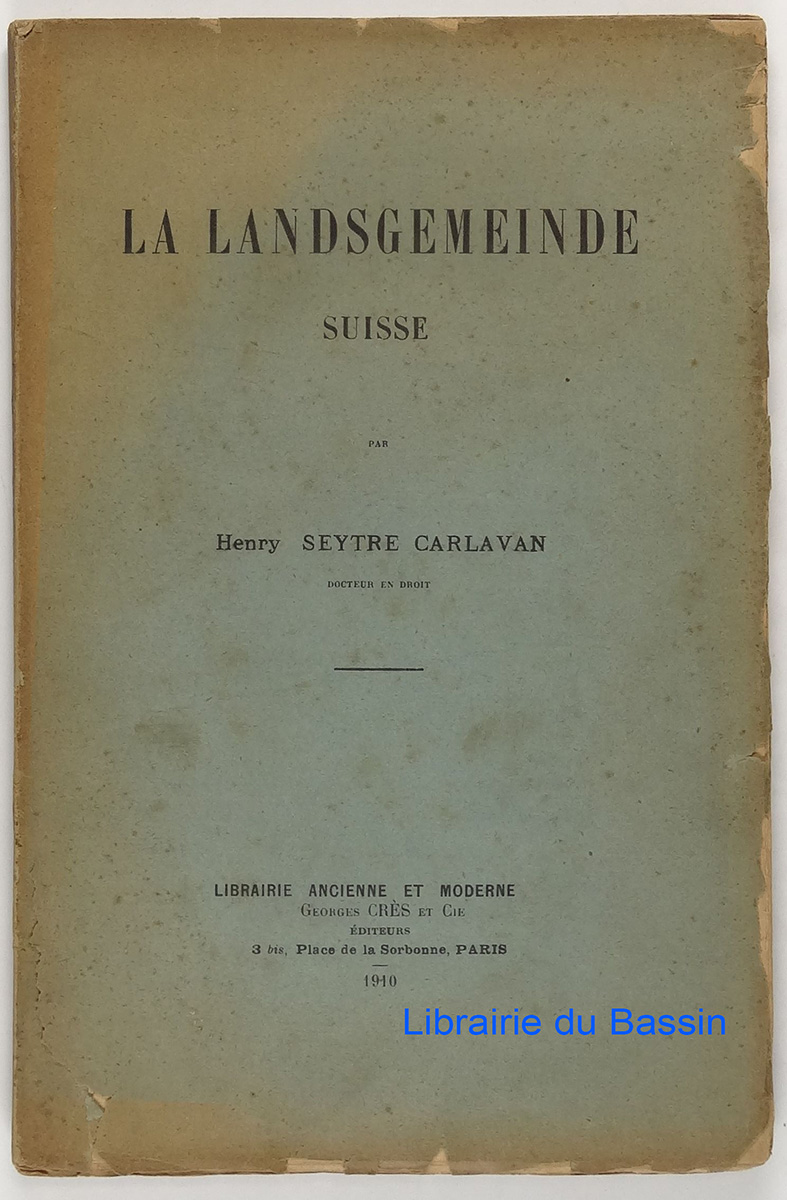 LA LANDSGEMEINDE
SUISSE
PAR
Henry SEYTRE CARLAVAN
DOCTEUR EN DROIT
LIBRAIRIE ANCIENNE ET MODERNE
GEORGES CRÈS ET CIE
ÉDITEURS
3 bis, Place de la Sorbonne, PARIS
1910
Librairie du Bassin